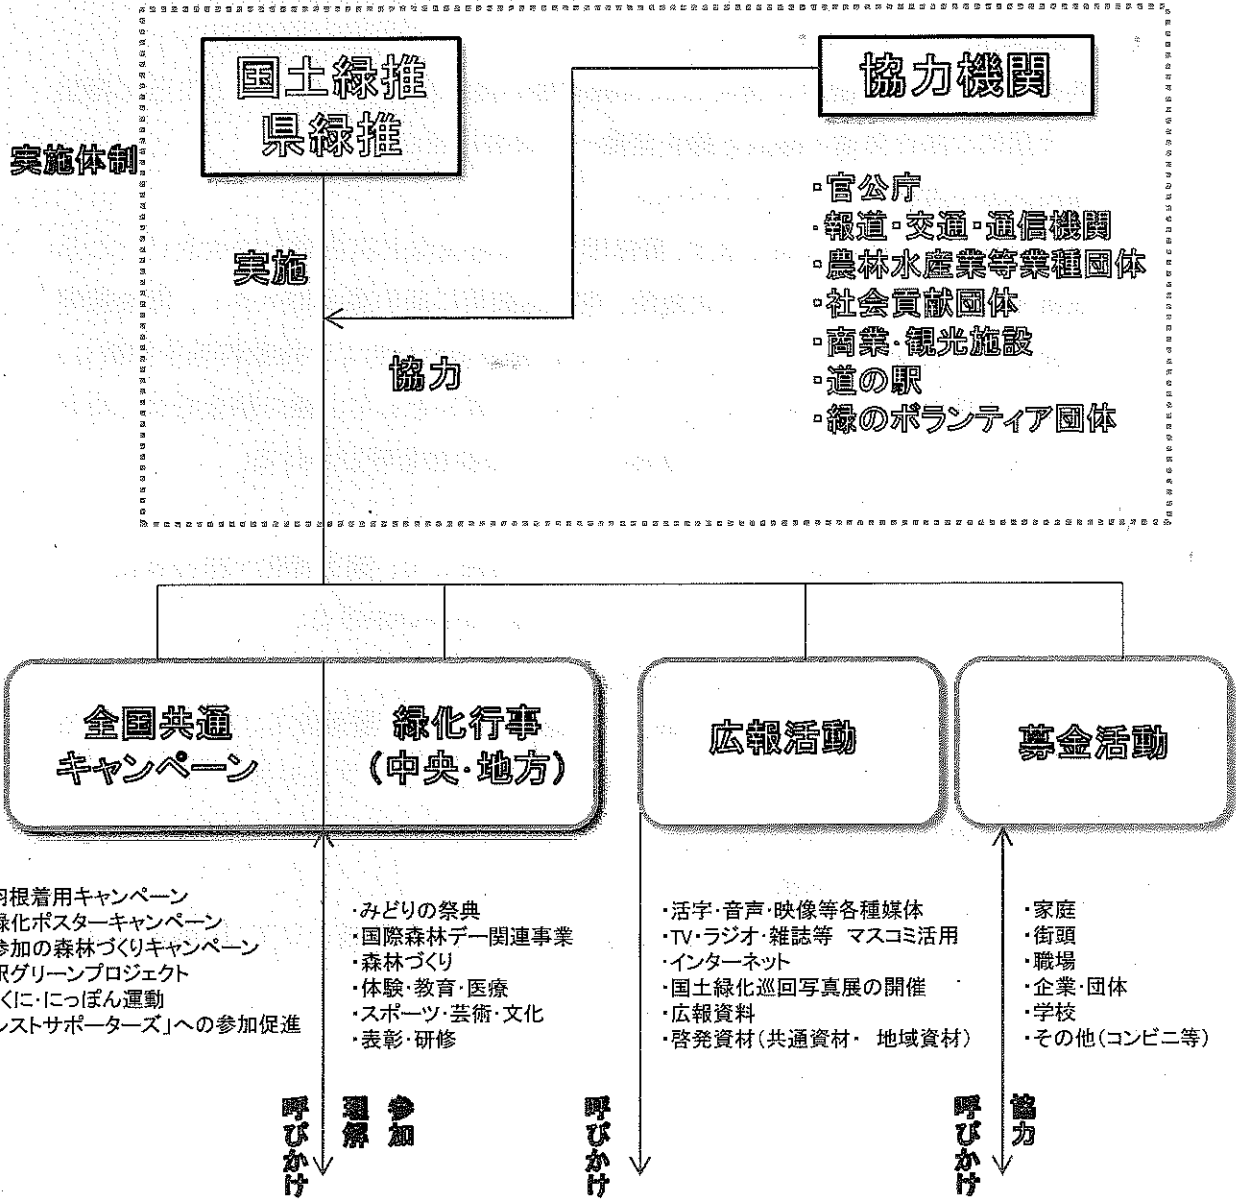 国土緑推
県緑推
協力機関
実施体制
・官公庁
・報道・交通・通信機関
・農林水産業等業種団体
・社会貢献団体
・商業・観光施設
・道の駅
・緑のボランティア団体
実施
協力
全国共通
キャンペーン
緑化行事
(中央・地方)
広報活動
募金活動
羽根着用キャンペーン
緑化ポスターキャンペーン
参加の森林づくりキャンペーン
駅グリーンプロジェクト
くに・にっぽん運動
レストサポーターズ」への参加促進
・みどりの祭典
・国際森林デー関連事業
・森林づくり
・体験・教育・医療
・スポーツ・芸術・文化
・表彰・研修
・活字・音声・映像等各種媒体
・TV・ラジオ・雑誌等 マスコミ活用
・インターネット
・国土緑化巡回写真展の開催
・広報資料
・啓発資材(共通資材・ 地域資材)
・家庭
・街頭
・職場
・企業・団体
・学校
・その他(コンビニ等)
呼びかけ
理解
参加
呼びかけ
呼びかけ
協力